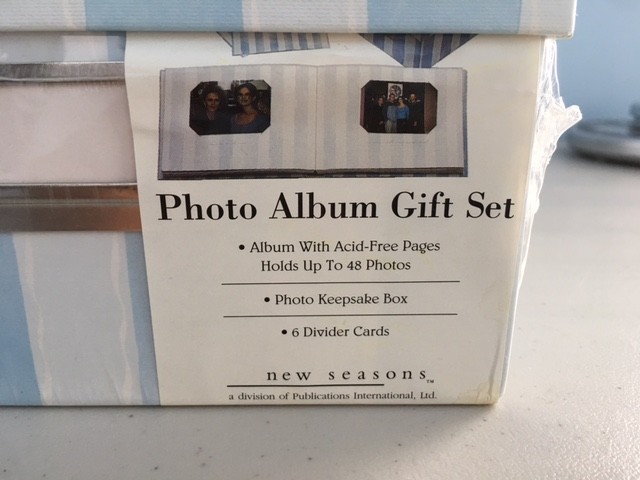 Photo Album Gift Set
• Album With Acid-Free Pages
Holds Up To 48 Photos
• Photo Keepsake Box
• 6 Divider Cards
new seasons™
a division of Publications International, Ltd.